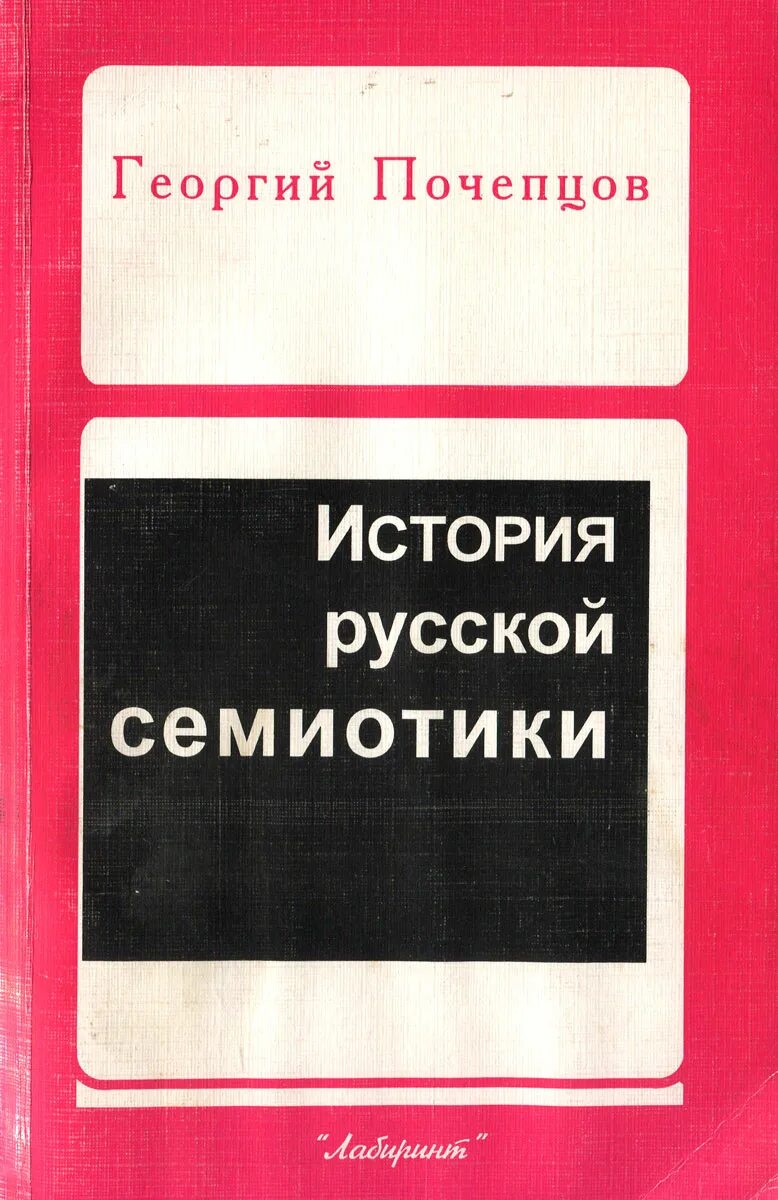 Георгий Почепцов
История
русской
семиотики
"Лабиринт"